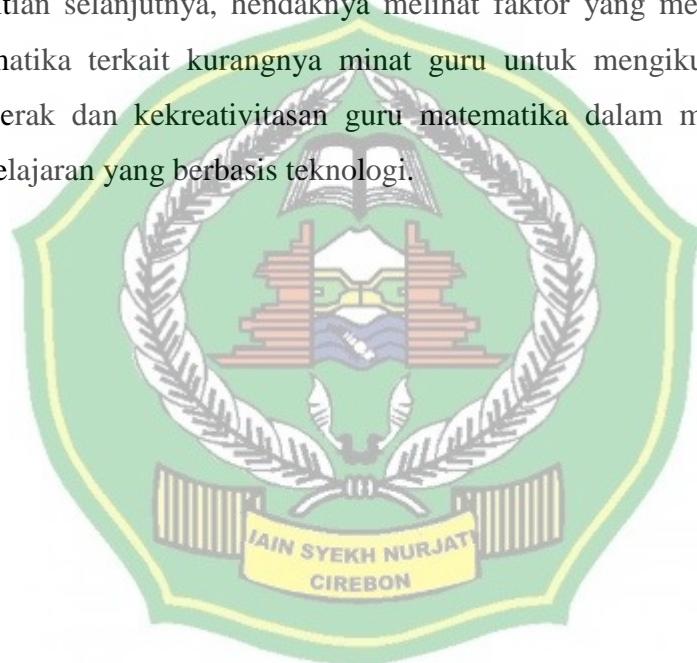 tian selanjutnya, hendaknya melihat faktor yang me
natika terkait kurangnya minat guru untuk mengiku
erak dan kekreativitasan guru matematika dalam m
elajaran yang berbasis teknologi.
IAIN SYEKH NURJATI
CIREBON